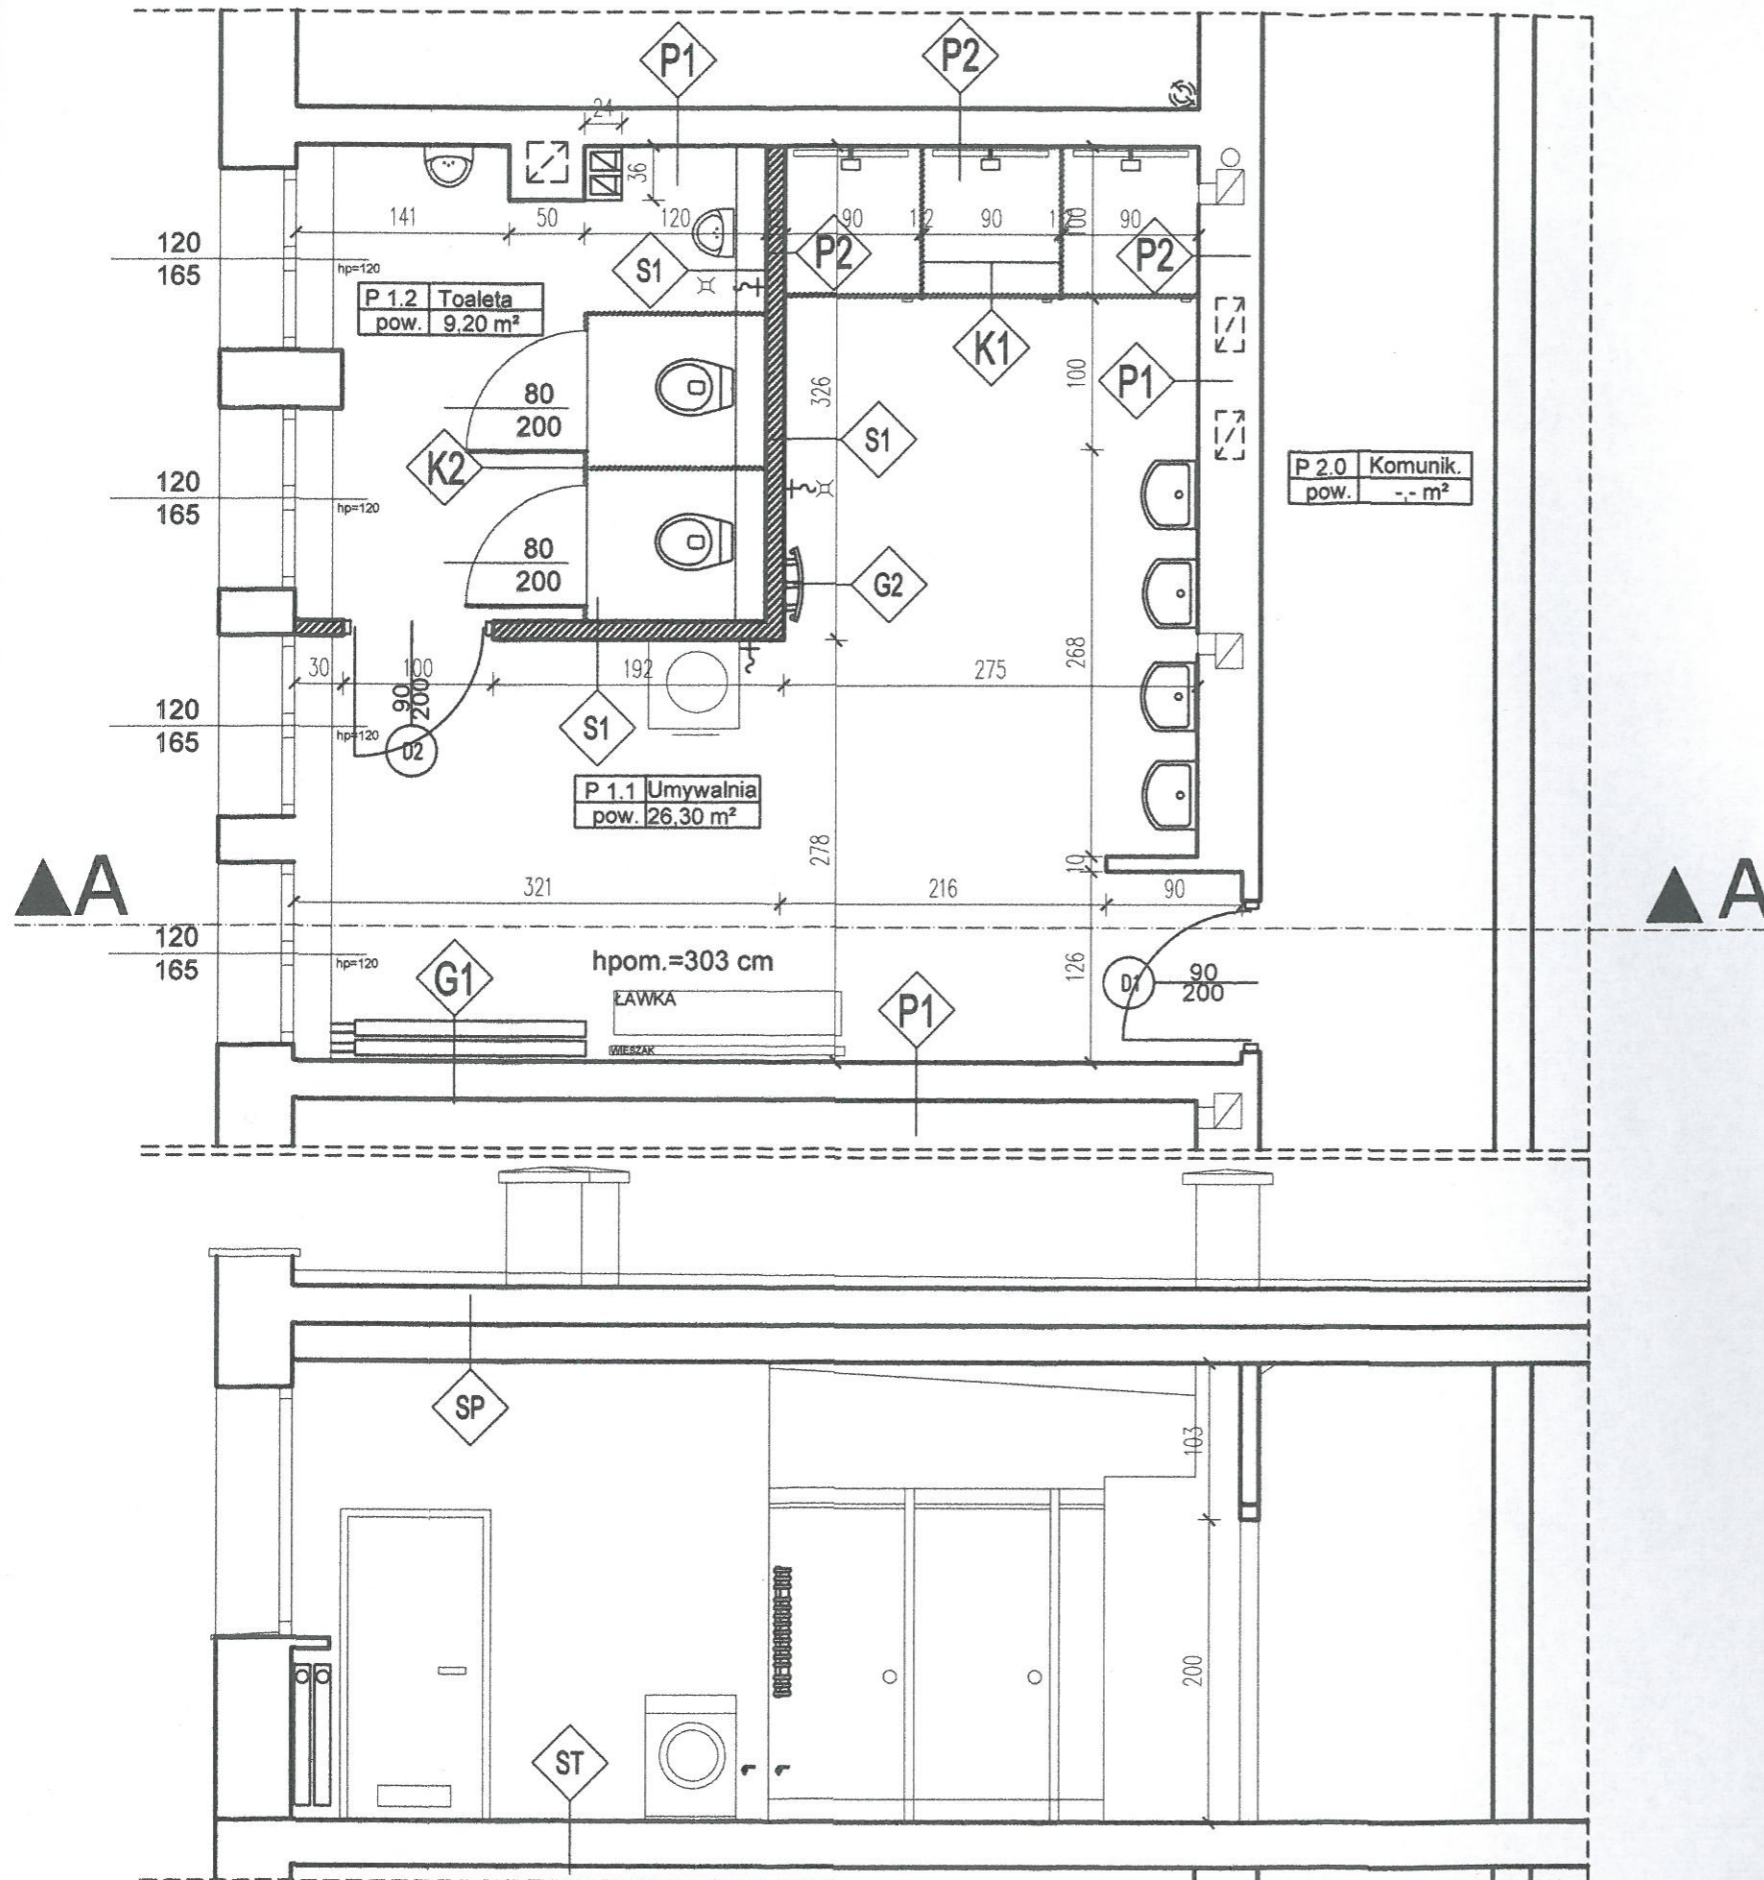 P1
P2
24
36
141
50
120
90
12
90
12
90
100
120
165
hp=120
P 1.2 Toaleta
pow. 9,20 m²
S1
P2
P2
K1
P1
100
326
80
200
K2
S1
120
165
hp=120
80
200
G2
P 2.0 Komunik.
pow. -,- m²
30
100
192
275
268
90
200
120
165
hp=120
D2
S1
P 1.1 Umywalnia
pow. 26,30 m²
278
10
A
321
216
90
A
120
165
hp=120
G1
hpom.=303 cm
126
D1
90
200
ŁAWKA
WIESZAK
P1
SP
103
200
ST